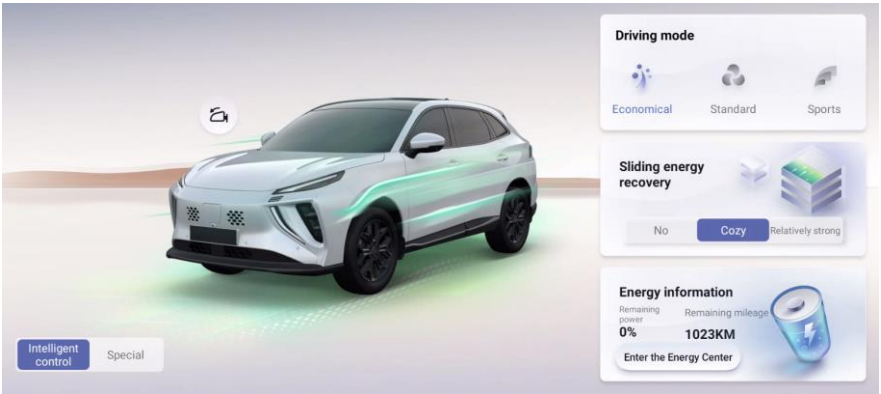 Driving mode
Economical
Standard
Sports
Sliding energy
recovery
No
Cozy
Relatively strong
Energy information
Remaining
power
Remaining mileage
0%
1023KM
Enter the Energy Center
Intelligent
control
Special